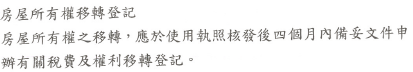 房屋所有權移轉登記
房屋所有權之移轉，應於使用執照核發後四個月內備妥文件申
辦有關稅費及權利移轉登記。